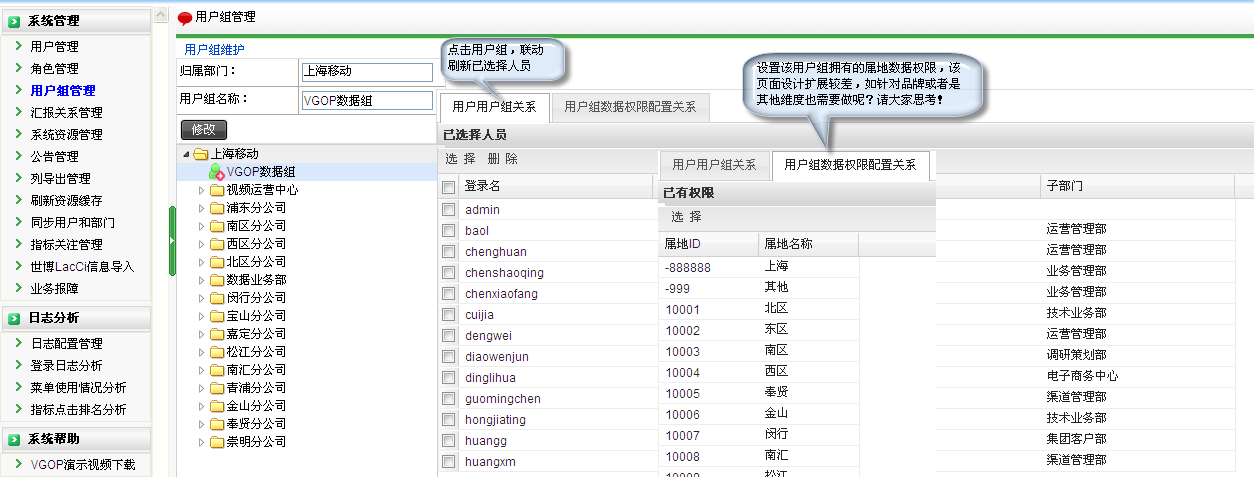 系统管理
用户管理
角色管理
用户组管理
汇报关系管理
系统资源管理
公告管理
列导出管理
刷新资源缓存
同步用户和部门
指标关注管理
世博LacCi信息导入
业务报障
日志分析
日志配置管理
登录日志分析
菜单使用情况分析
指标点击排名分析
系统帮助
VGOP演示视频下载
用户组管理
用户组维护
归属部门：
上海移动
用户组名称：
VGOP数据组
修改
上海移动
VGOP数据组
视频运营中心
浦东分公司
南区分公司
西区分公司
北区分公司
数据业务部
闵行分公司
宝山分公司
嘉定分公司
松江分公司
南汇分公司
青浦分公司
金山分公司
奉贤分公司
崇明分公司
点击用户组，联动
刷新已选择人员
设置该用户组拥有的属地数据权限，该
页面设计扩展较差，如针对品牌或者是
其他维度也需要做呢？请大家思考！
用户用户组关系
用户组数据权限配置关系
已选择人员
选 择 删 除
登录名
admin
baol
chenghuan
chenshaoqing
chenxiaofang
cuijia
dengwei
diaowenjun
dinglihua
guomingchen
hongjiating
huangg
huangxm
用户用户组关系
用户组数据权限配置关系
已有权限
选 择
属地ID 属地名称
-888888 上海
-999 其他
10001 北区
10002 东区
10003 南区
10004 西区
10005 奉贤
10006 金山
10007 闵行
10008 南汇
10009 松江
子部门
运营管理部
运营管理部
业务管理部
业务管理部
技术业务部
运营管理部
调研策划部
电子商务中心
渠道管理部
技术业务部
集团客户部
渠道管理部